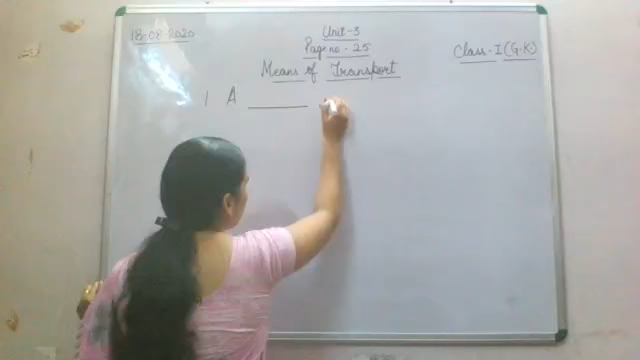 18-08-2020
Unit-3
Page no.-25
Class-I (G.K)
Means of Transport
1 A ______